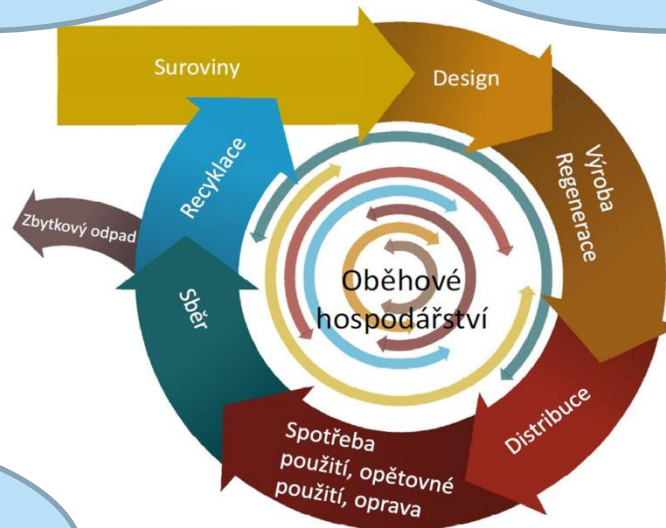 Suroviny
Design
Výroba
Regenerace
Distribuce
Spotřeba
použití, opětovné
použití, oprava
Sběr
Zbytkový odpad
Recyklace
Oběhové
hospodářství